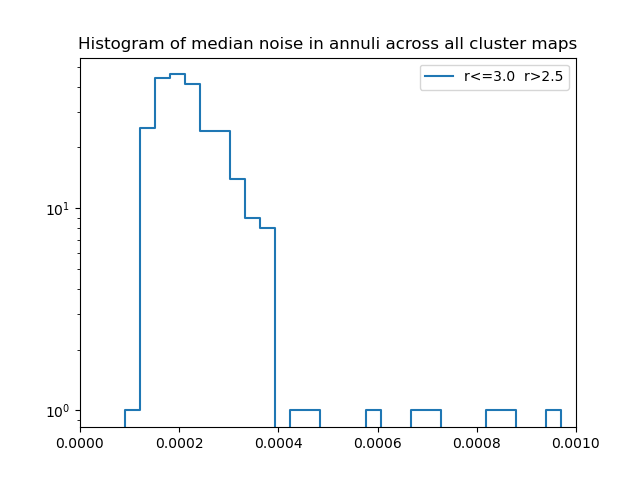 Histogram of median noise in annuli across all cluster maps
r<=3.0  r>2.5
10¹
10⁰
0.0000 0.0002 0.0004 0.0006 0.0008 0.0010